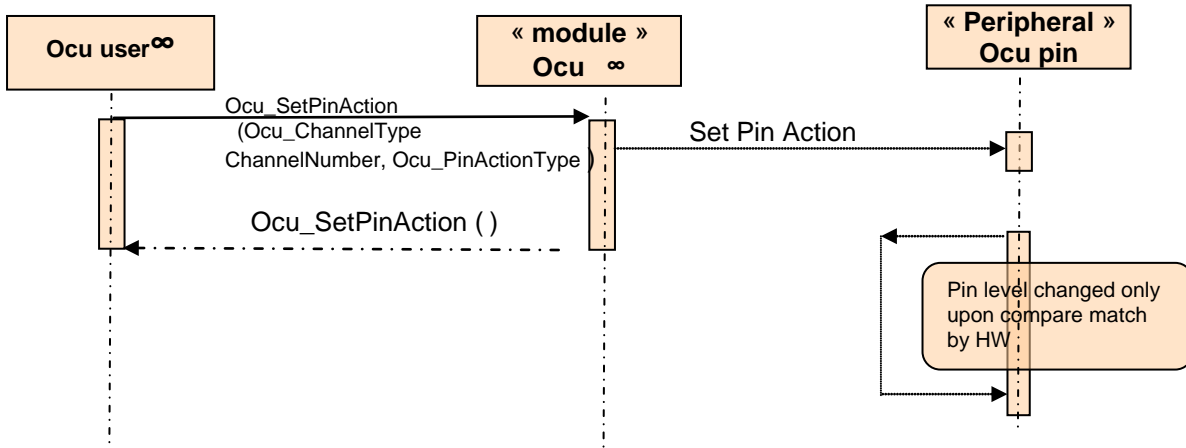 Ocu user∞
« module »
Ocu ∞
« Peripheral »
Ocu pin
Ocu_SetPinAction
(Ocu_ChannelType
ChannelNumber, Ocu_PinActionType )
Set Pin Action
Ocu_SetPinAction ( )
Pin level changed only
upon compare match
by HW